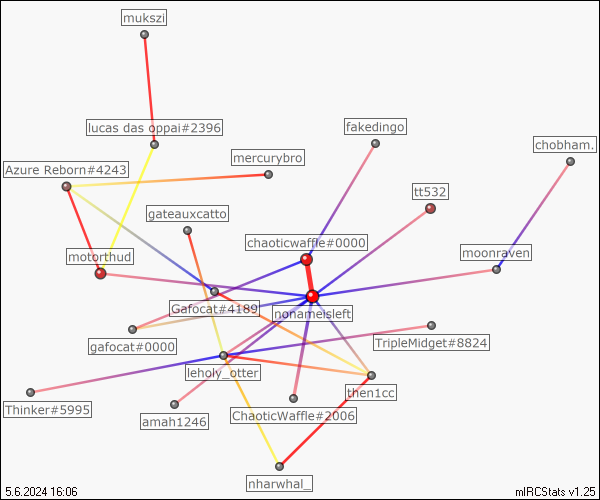 mukszi
lucas das oppai#2396
fakedingo
chobham.
mercurybro
Azure Reborn#4243
tt532
gateauxcatto
chaoticwaffle#0000
motorthud
moonraven
Gafocat#4189
nonameisleft
gafocat#0000
TripleMidget#8824
leholy_otter
then1cc
Thinker#5995
amah1246
ChaoticWaffle#2006
nharwhal_
5.6.2024 16:06
mIRCStats v1.25